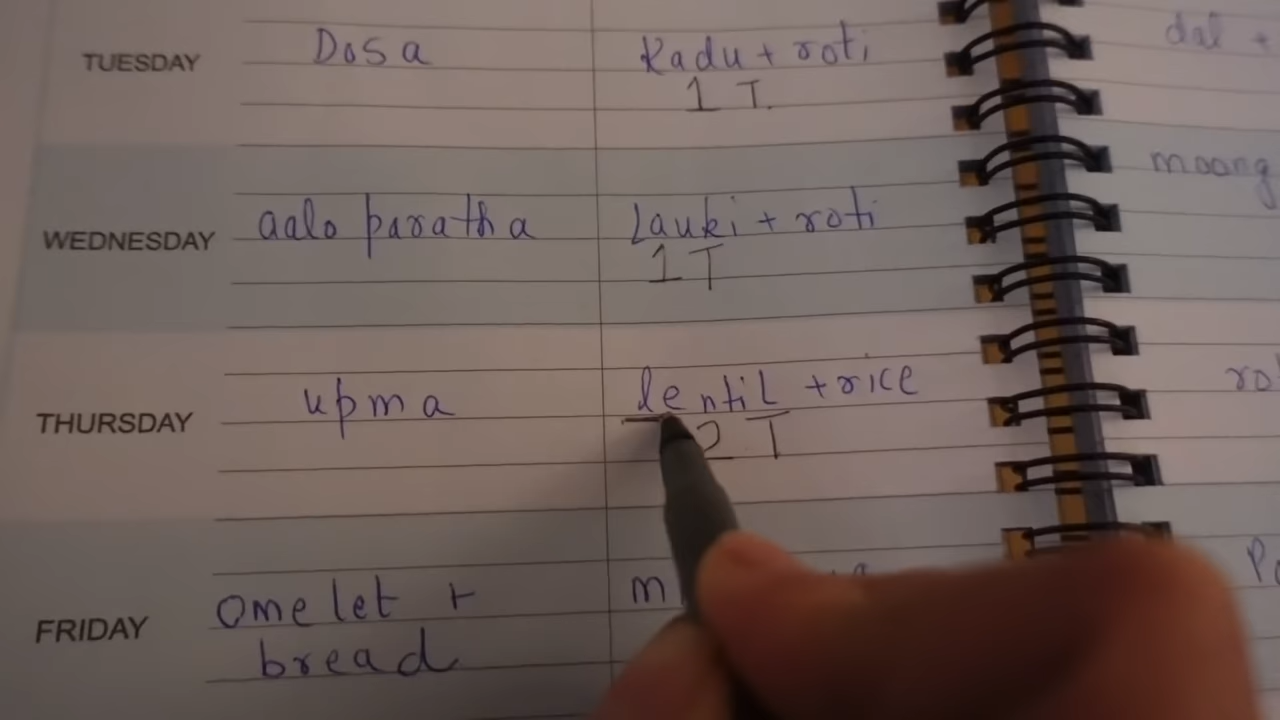 TUESDAY Dosa Kadu + roti dal +
1 T.
moong
WEDNESDAY aalo paratha Lauki + roti
1 T
THURSDAY upma lentil + rice
2 T
FRIDAY Omelet +
bread